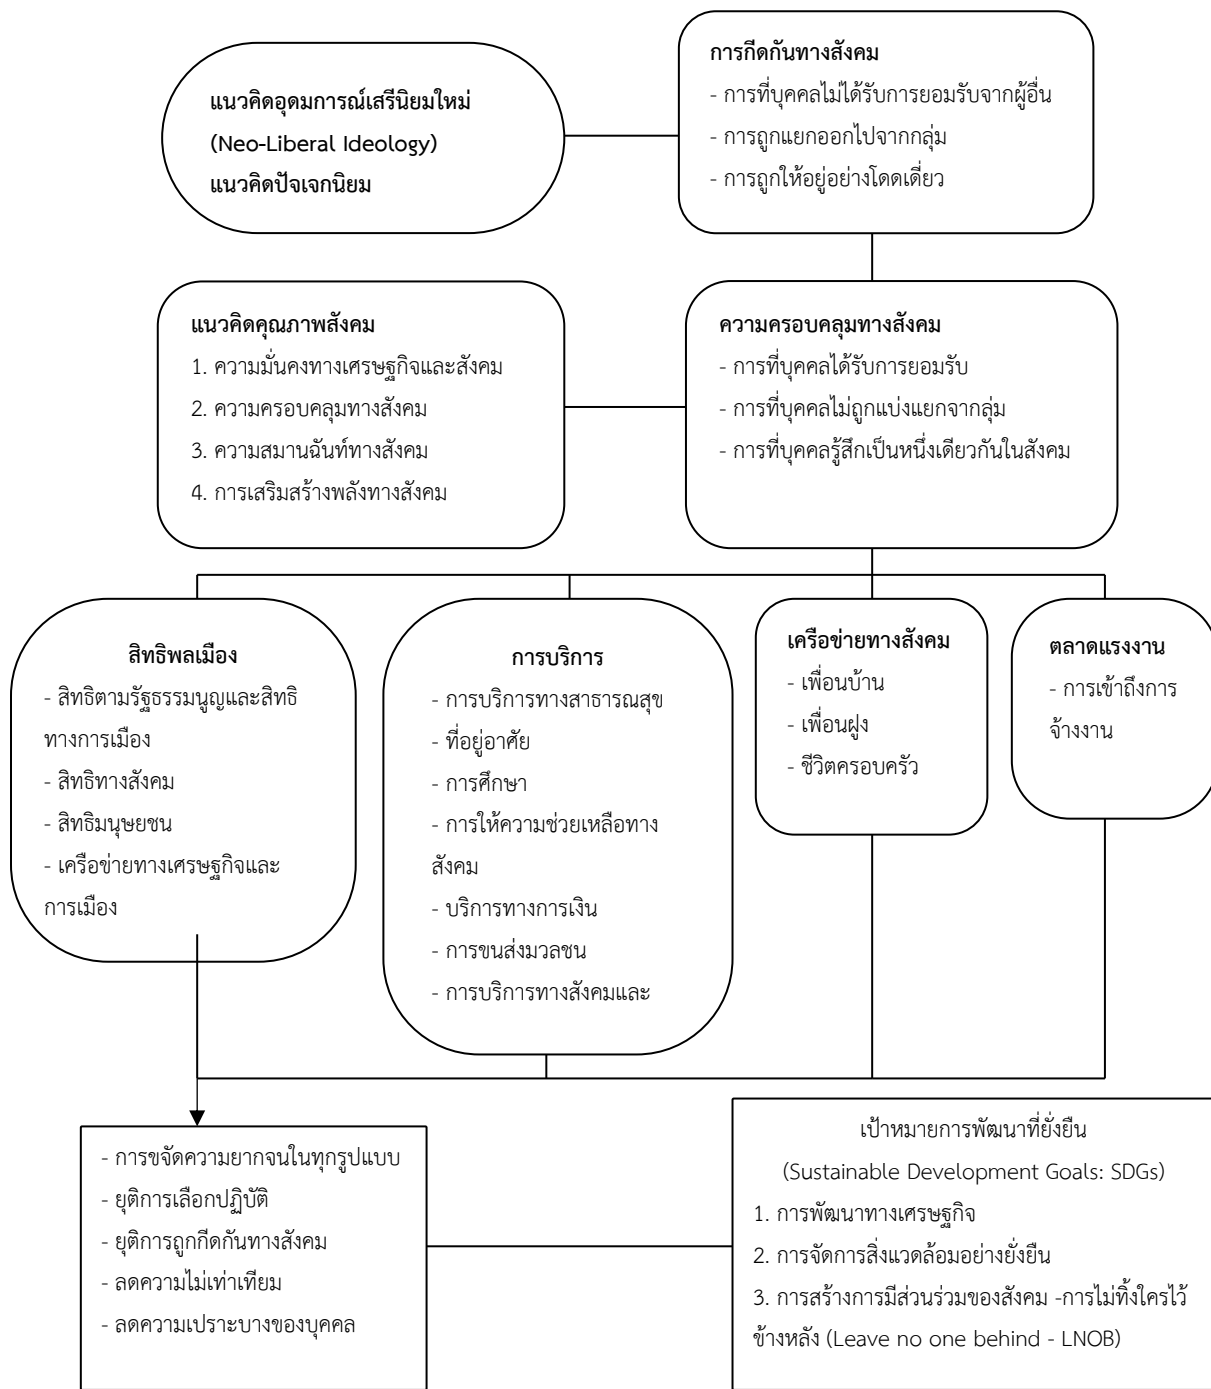 แนวคิดอุดมการณ์เสรีนิยมใหม่
(Neo-Liberal Ideology)
แนวคิดปัจเจกนิยม
การกีดกันทางสังคม
- การที่บุคคลไม่ได้รับการยอมรับจากผู้อื่น
- การถูกแยกออกไปจากกลุ่ม
- การถูกให้อยู่อย่างโดดเดี่ยว
แนวคิดคุณภาพสังคม
1. ความมั่นคงทางเศรษฐกิจและสังคม
2. ความครอบคลุมทางสังคม
3. ความสมานฉันท์ทางสังคม
4. การเสริมสร้างพลังทางสังคม
ความครอบคลุมทางสังคม
- การที่บุคคลได้รับการยอมรับ
- การที่บุคคลไม่ถูกแบ่งแยกจากกลุ่ม
- การที่บุคคลรู้สึกเป็นหนึ่งเดียวกันในสังคม
สิทธิพลเมือง
- สิทธิตามรัฐธรรมนูญและสิทธิ
ทางการเมือง
- สิทธิทางสังคม
- สิทธิมนุษยชน
- เครือข่ายทางเศรษฐกิจและ
การเมือง
การบริการ
- การบริการทางสาธารณสุข
- ที่อยู่อาศัย
- การศึกษา
- การให้ความช่วยเหลือทาง
สังคม
- บริการทางการเงิน
- การขนส่งมวลชน
- การบริการทางสังคมและ
เครือข่ายทางสังคม
- เพื่อนบ้าน
- เพื่อนฝูง
- ชีวิตครอบครัว
ตลาดแรงงาน
- การเข้าถึงการ
จ้างงาน
- การขจัดความยากจนในทุกรูปแบบ
- ยุติการเลือกปฏิบัติ
- ยุติการถูกกีดกันทางสังคม
- ลดความไม่เท่าเทียม
- ลดความเปราะบางของบุคคล
เป้าหมายการพัฒนาที่ยั่งยืน
(Sustainable Development Goals: SDGs)
1. การพัฒนาทางเศรษฐกิจ
2. การจัดการสิ่งแวดล้อมอย่างยั่งยืน
3. การสร้างการมีส่วนร่วมของสังคม -การไม่ทิ้งใครไว้
ข้างหลัง (Leave no one behind - LNOB)